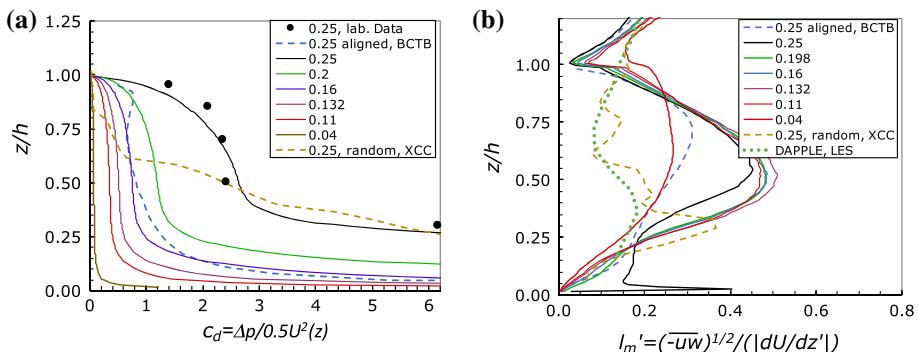 (a)
0.25, lab. Data
0.25 aligned, BCTB
0.25
0.2
0.16
0.132
0.11
0.04
0.25, random, XCC
1.00
0.75
0.50
0.25
0.00
z/h
0 1 2 3 4 5 6
c_d=Δp/0.5U²(z)
(b)
0.25 aligned, BCTB
0.25
0.198
0.16
0.132
0.11
0.04
0.25, random, XCC
DAPPLE, LES
1.00
0.75
0.50
0.25
0.00
z/h
0.0 0.2 0.4 0.6 0.8
l_m'=(-u̅w̅)^1/2/(|dU/dz'|)